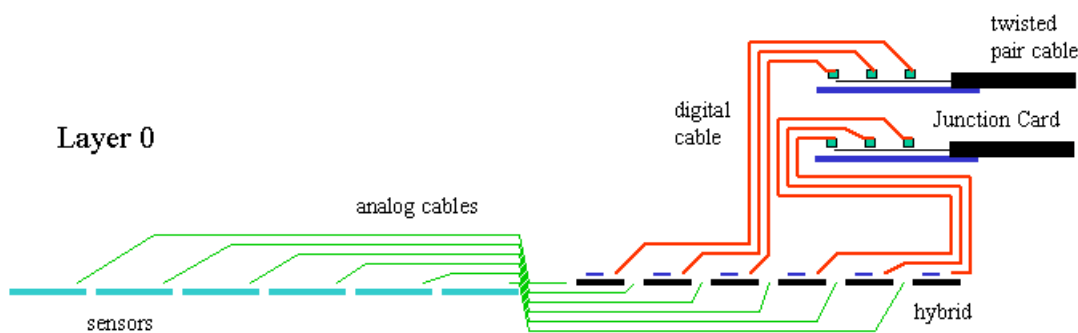 twisted
pair cable
digital
cable
Junction Card
Layer 0
analog cables
sensors
hybrid